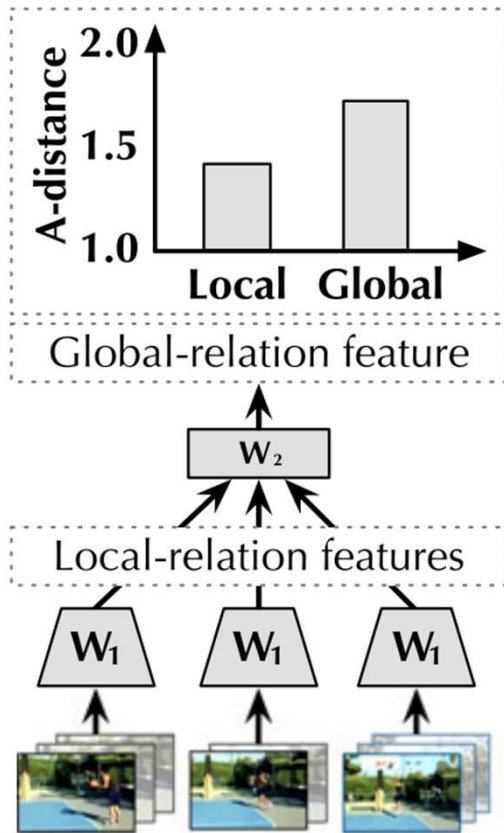 2.0
1.5
1.0
A-distance
Local Global
Global-relation feature
W₂
Local-relation features
W₁ W₁ W₁